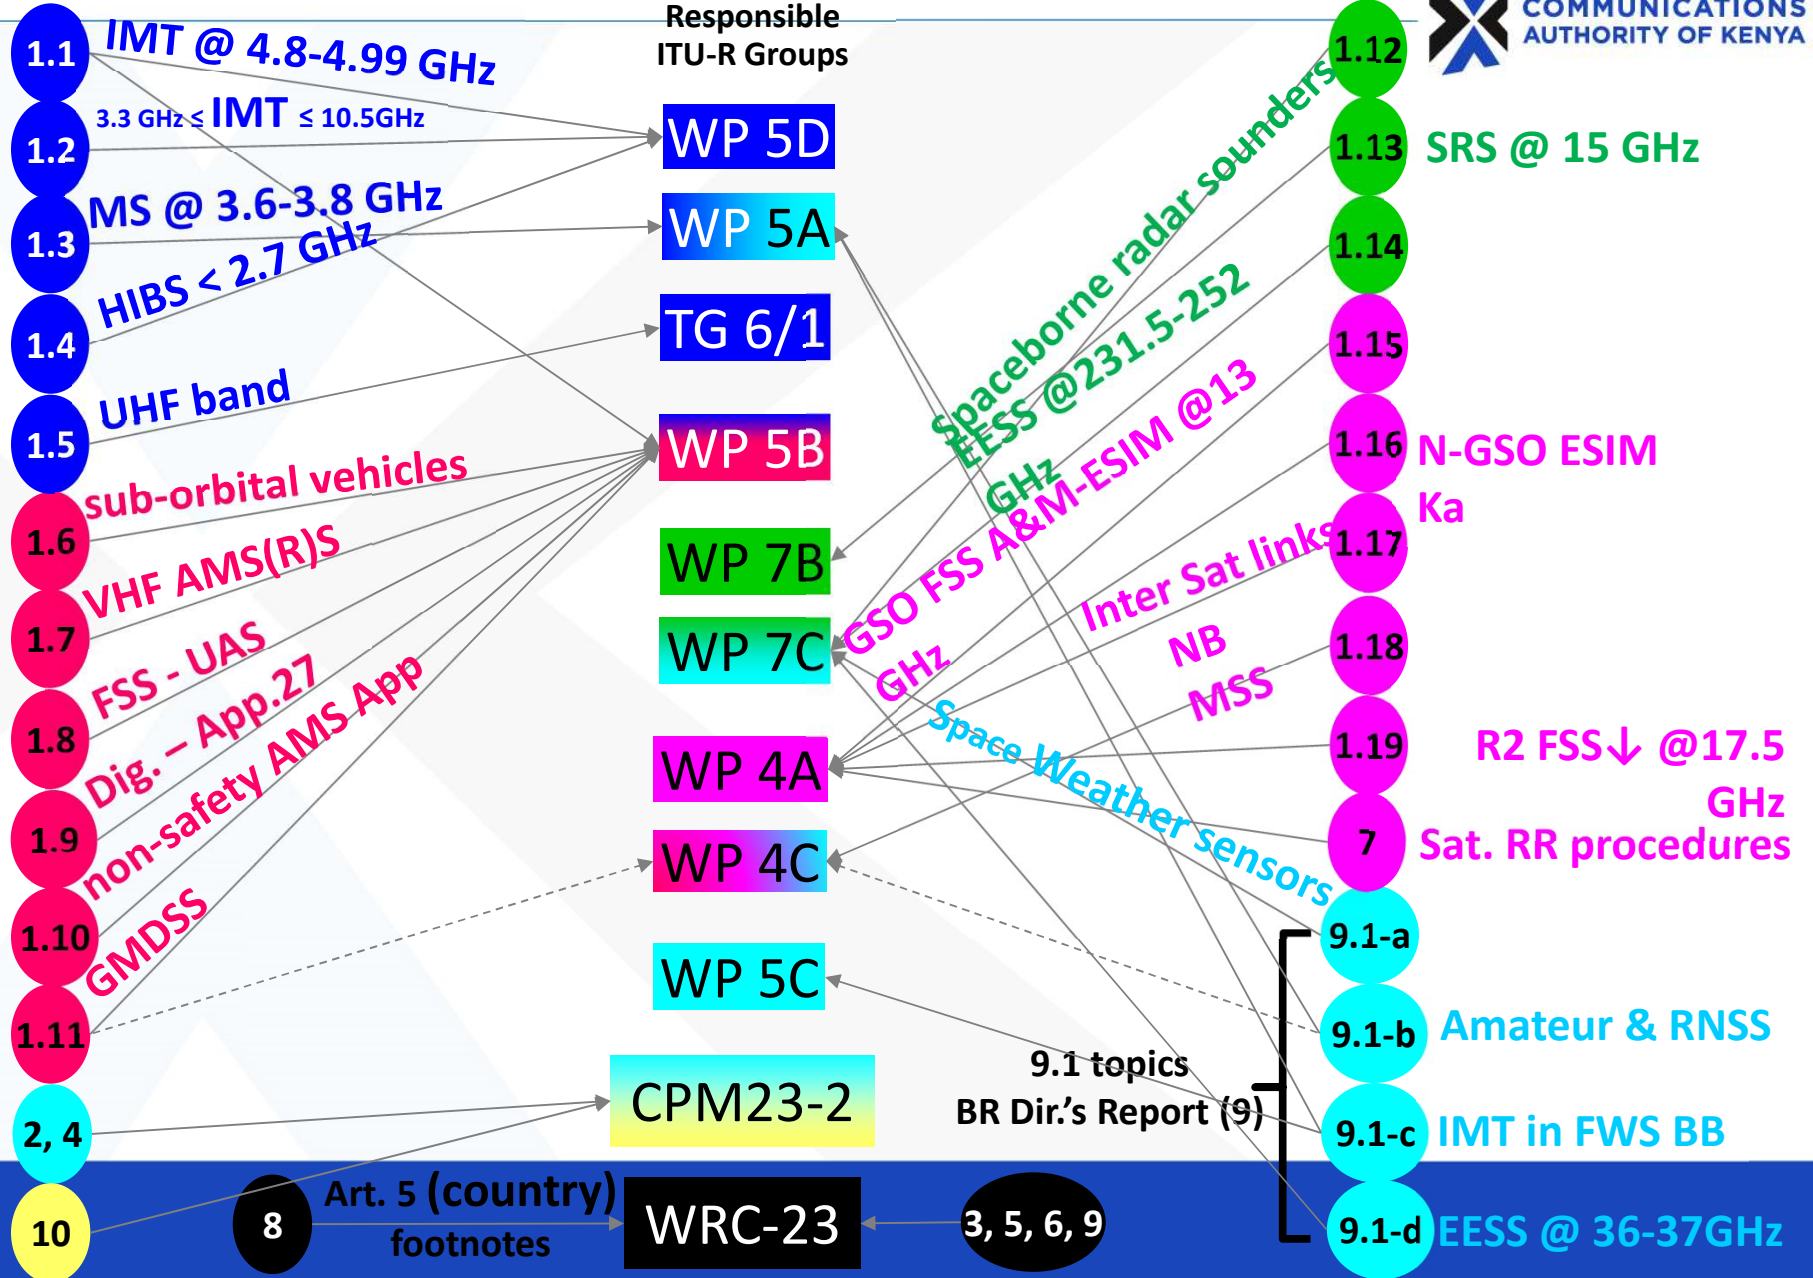 1.1
IMT @ 4.8-4.99 GHz
1.2
3.3 GHz ≤ IMT ≤ 10.5GHz
1.3
MS @ 3.6-3.8 GHz
1.4
HIBS < 2.7 GHz
1.5
UHF band
1.6
sub-orbital vehicles
1.7
VHF AMS(R)S
1.8
FSS - UAS
1.9
Dig. – App.27
1.10
non-safety AMS App
1.11
GMDSS
2, 4
10
8
Art. 5 (country)
footnotes
Responsible
ITU-R Groups
WP 5D
WP 5A
TG 6/1
WP 5B
WP 7B
WP 7C
WP 4A
WP 4C
WP 5C
CPM23-2
WRC-23
3, 5, 6, 9
COMMUNICATIONS
AUTHORITY OF KENYA
1.12
Spaceborne radar sounders
1.13
SRS @ 15 GHz
1.14
EESS @231.5-252
GHz
1.15
GSO FSS A&M-ESIM @13
GHz
1.16
N-GSO ESIM
Ka
1.17
Inter Sat links
1.18
NB
MSS
1.19
R2 FSS↓ @17.5
GHz
7
Sat. RR procedures
9.1-a
Space Weather sensors
9.1-b
Amateur & RNSS
9.1 topics
BR Dir.’s Report (9)
9.1-c
IMT in FWS BB
9.1-d
EESS @ 36-37GHz